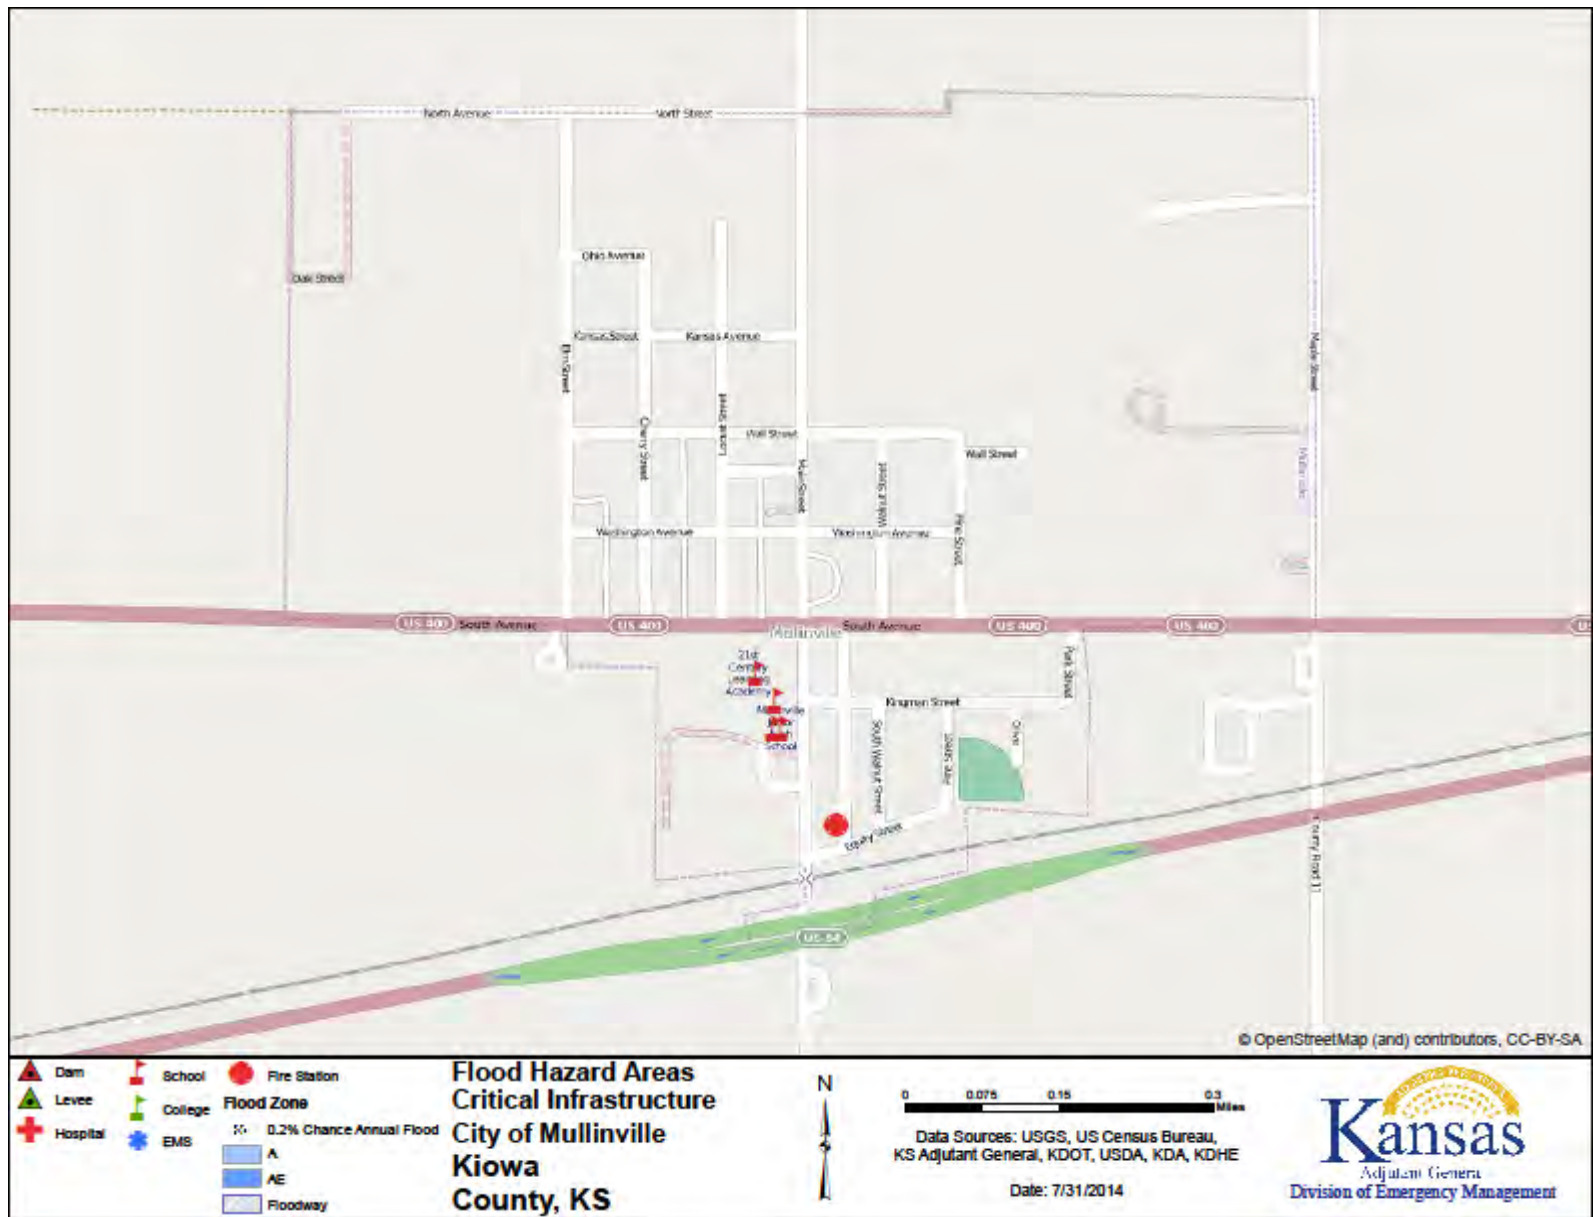 North Avenue
North Street
Ohio Avenue
Oak Street
Kansas Street
Kansas Avenue
Elm Street
Maple Street
Locust Street
Cherry Street
Wall Street
Wall Street
Main Street
Walnut Street
Mullinville
Pine Street
Washington Avenue
Washington Avenue
US 400
South Avenue
US 400
Mullinville
South Avenue
US 400
US 400
21st
Century
Learning
Academy
Park Street
Mullinville
Junior
High
School
Kingman Street
South Walnut Street
Pine Street
Olive
Equity Street
County Road 11
US 54
© OpenStreetMap (and) contributors, CC-BY-SA
Dam
Levee
Hospital
School
College
EMS
Fire Station
Flood Zone
0.2% Chance Annual Flood
A
AE
Floodway
Flood Hazard Areas
Critical Infrastructure
City of Mullinville
Kiowa
County, KS
N
0 0.075 0.15 0.3
Miles
Data Sources: USGS, US Census Bureau,
KS Adjutant General, KDOT, USDA, KDA, KDHE
Date: 7/31/2014
Kansas
Adjutant General
Division of Emergency Management